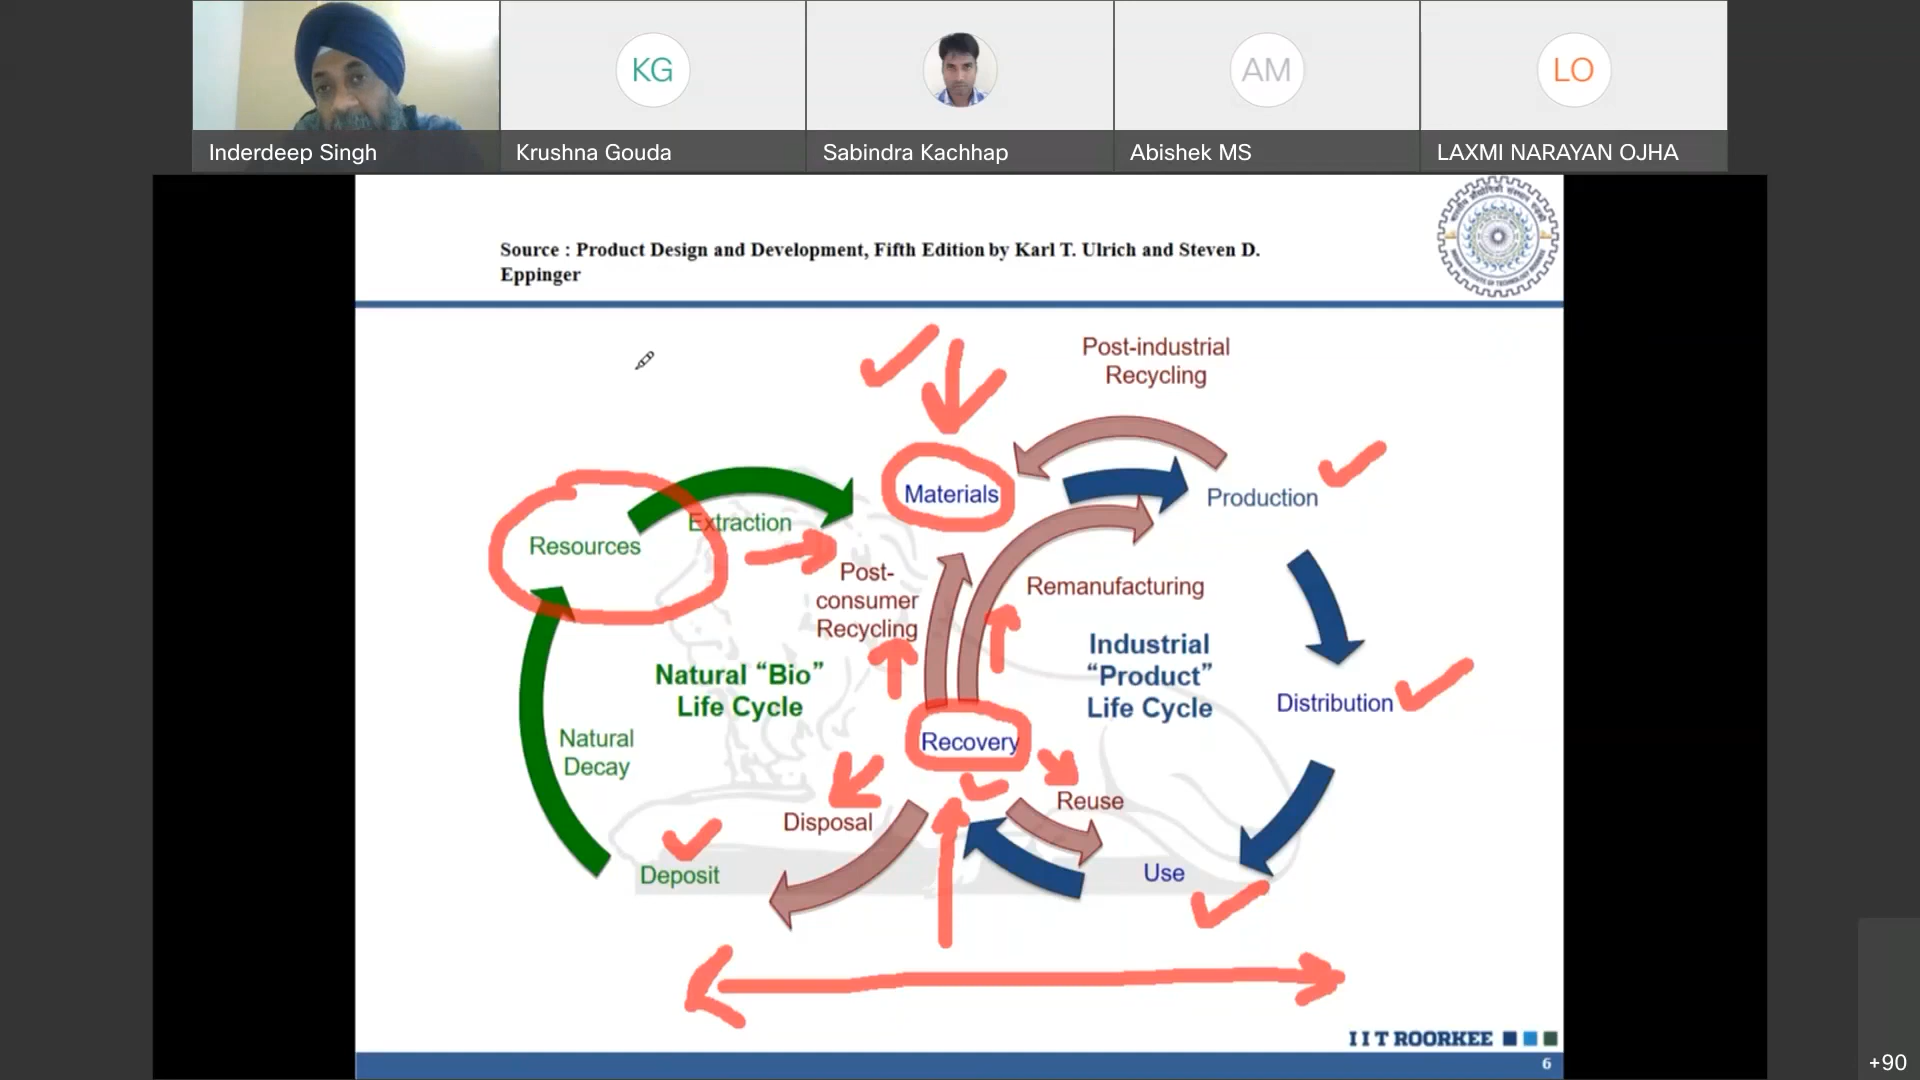 KG
AM
LO
Inderdeep Singh
Krushna Gouda
Sabindra Kachhap
Abishek MS
LAXMI NARAYAN OJHA
Source : Product Design and Development, Fifth Edition by Karl T. Ulrich and Steven D.
Eppinger
Post-industrial
Recycling
Materials
Production
Extraction
Resources
Post-
consumer
Recycling
Remanufacturing
Natural “Bio”
Life Cycle
Industrial
“Product”
Life Cycle
Distribution
Natural
Decay
Recovery
Reuse
Disposal
Deposit
Use
I I T ROORKEE
6
+90